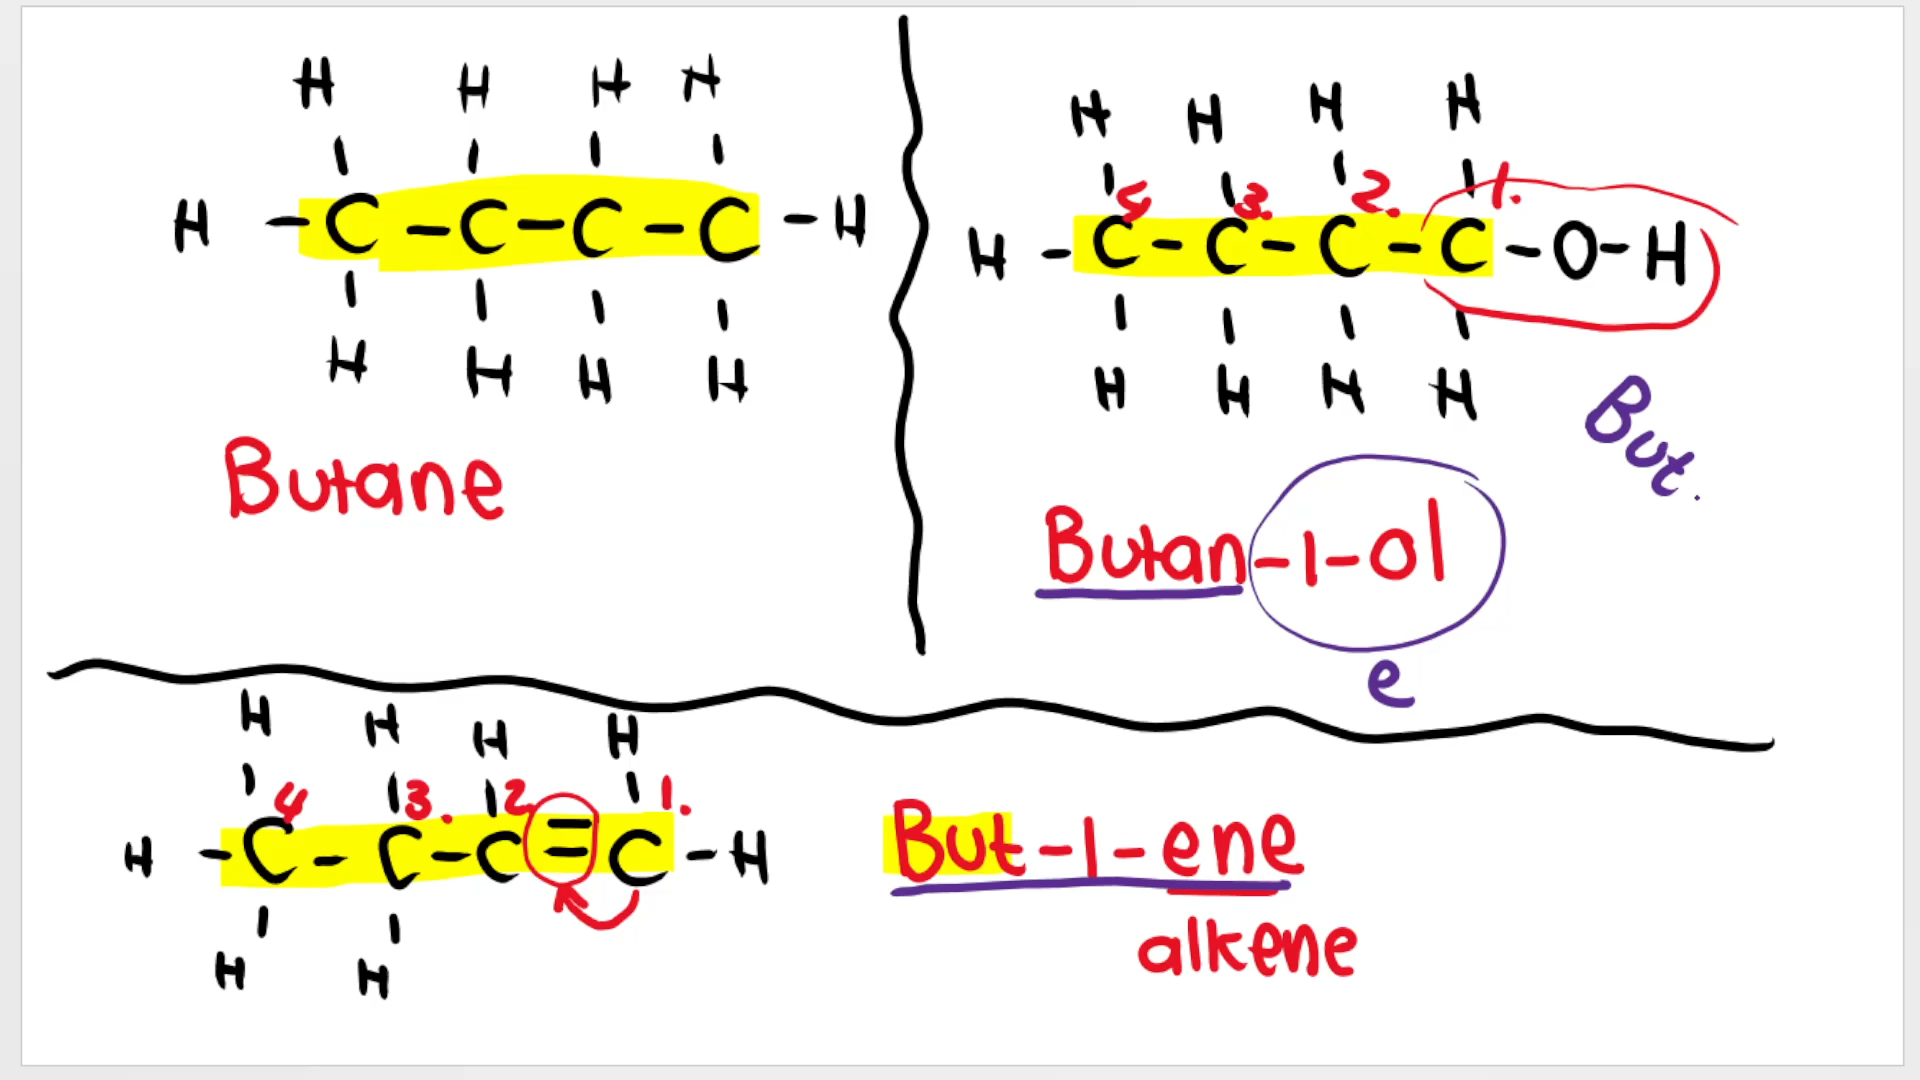 H H H H
H - C - C - C - C - H
H H H H
Butane
H H H H
4 3. 2. 1.
H - C - C - C - C - O - H
H H H H
But.
Butan-1-ol
e
H H H H
4 3. 2 1.
H - C - C - C = C - H
H H
But-1-ene
alkene